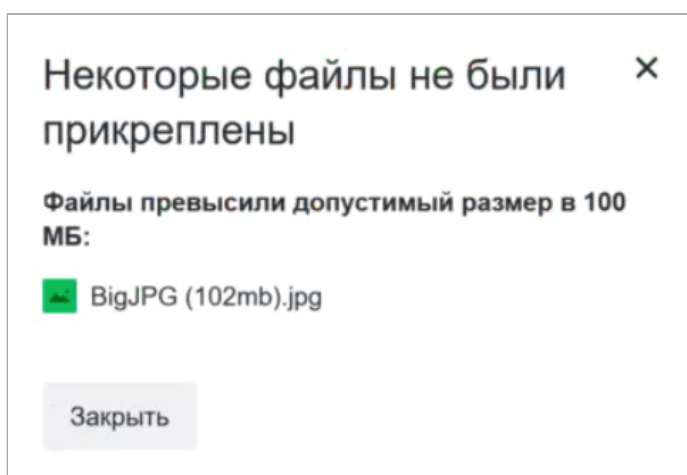 Некоторые файлы не были
прикреплены
Файлы превысили допустимый размер в 100
МБ:
BigJPG (102mb).jpg
Закрыть